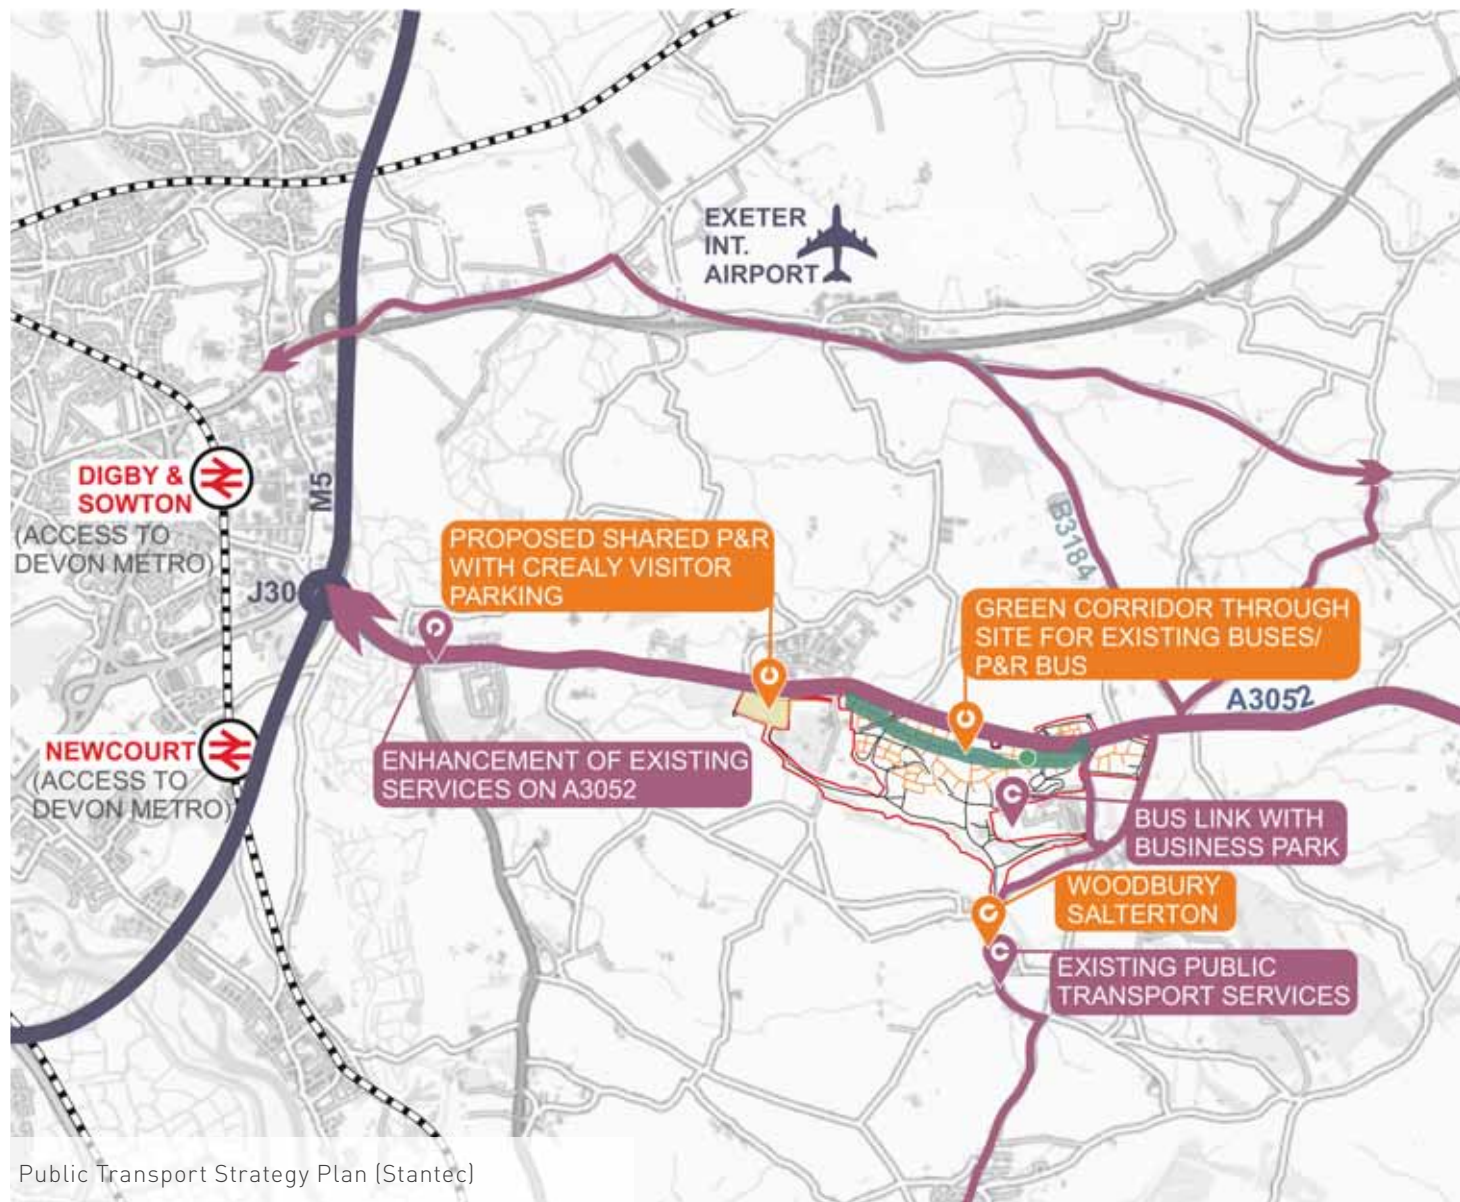 EXETER
INT.
AIRPORT
DIGBY &
SOWTON
(ACCESS TO
DEVON METRO)
M5
J30
PROPOSED SHARED P&R
WITH CREALY VISITOR
PARKING
B3184
GREEN CORRIDOR THROUGH
SITE FOR EXISTING BUSES/
P&R BUS
A3052
NEWCOURT
(ACCESS TO
DEVON METRO)
ENHANCEMENT OF EXISTING
SERVICES ON A3052
BUS LINK WITH
BUSINESS PARK
WOODBURY
SALTERTON
EXISTING PUBLIC
TRANSPORT SERVICES
Public Transport Strategy Plan (Stantec)